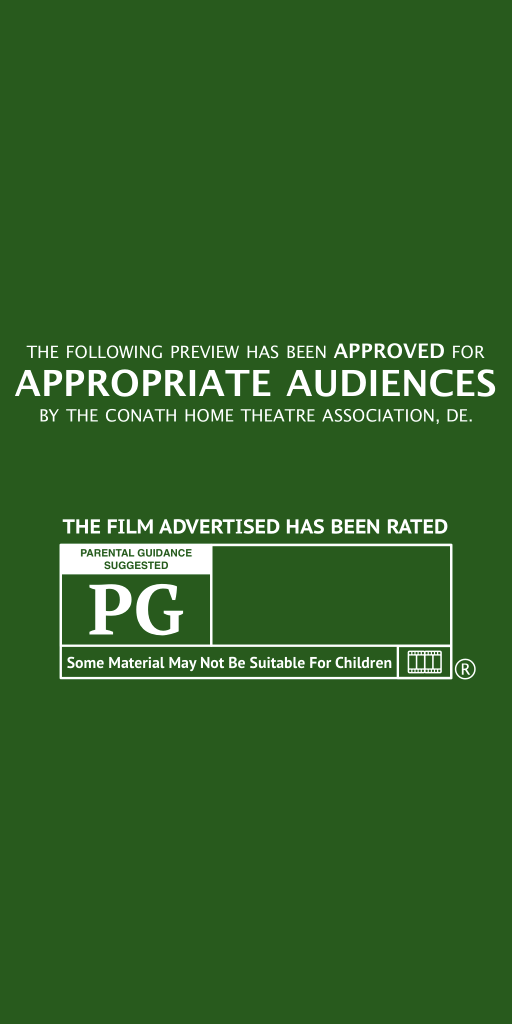 THE FOLLOWING PREVIEW HAS BEEN APPROVED FOR
APPROPRIATE AUDIENCES
BY THE CONATH HOME THEATRE ASSOCIATION, DE.
THE FILM ADVERTISED HAS BEEN RATED
PARENTAL GUIDANCE
SUGGESTED
PG
Some Material May Not Be Suitable For Children
®